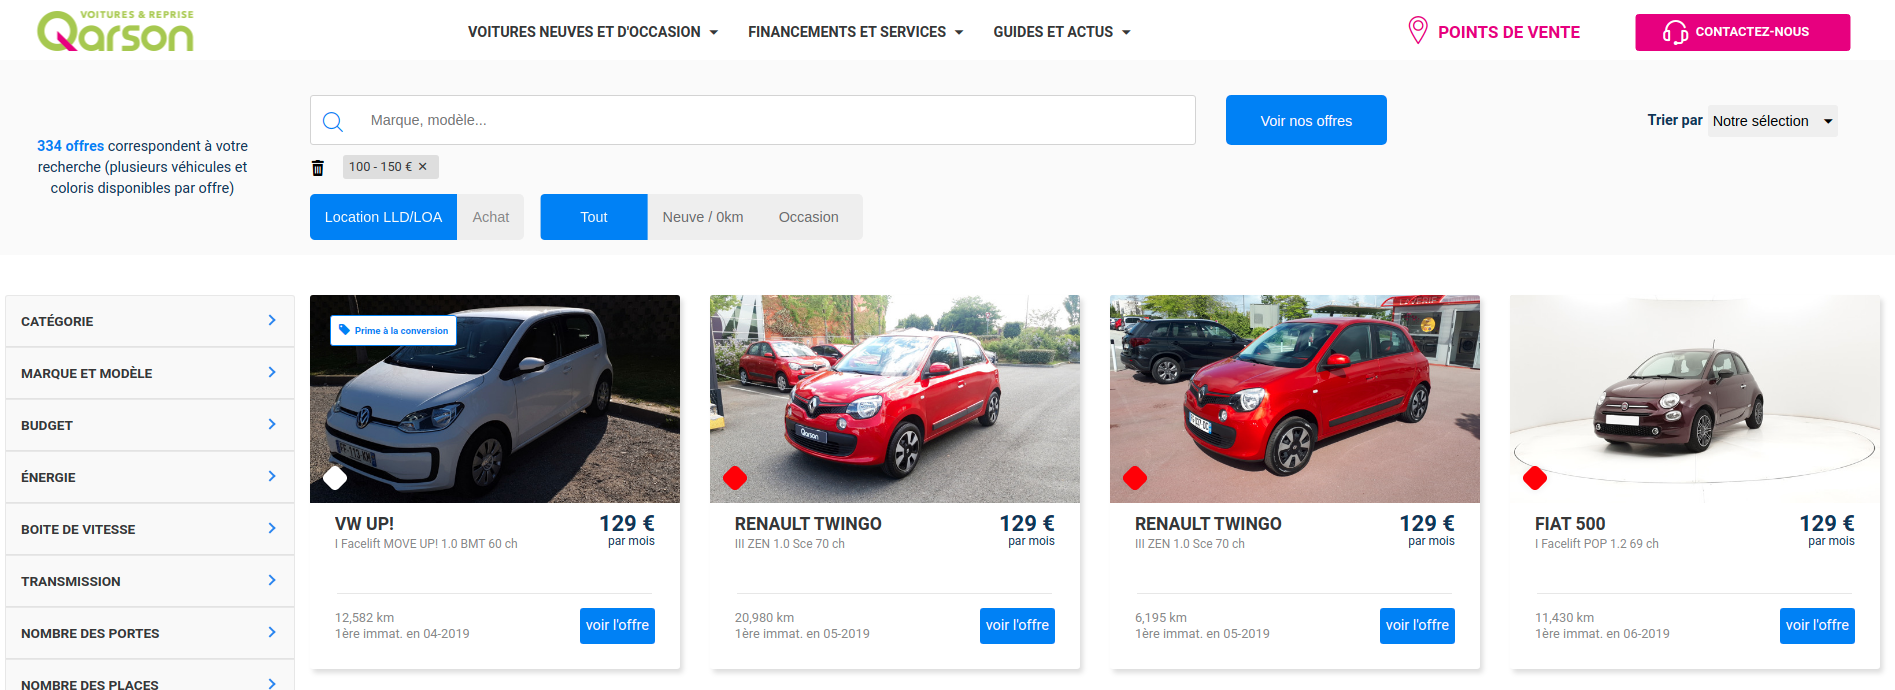 VOITURES & REPRISE
Qarson
VOITURES NEUVES ET D'OCCASION
FINANCEMENTS ET SERVICES
GUIDES ET ACTUS
POINTS DE VENTE
CONTACTEZ-NOUS
334 offres correspondent à votre
recherche (plusieurs véhicules et
coloris disponibles par offre)
Marque, modèle...
Voir nos offres
Trier par
Notre sélection
100 - 150 € ✕
Location LLD/LOA
Achat
Tout
Neuve / 0km
Occasion
CATÉGORIE
MARQUE ET MODÈLE
BUDGET
ÉNERGIE
BOITE DE VITESSE
TRANSMISSION
NOMBRE DES PORTES
NOMBRE DES PLACES
Prime à la conversion
VW UP!
129 €
I Facelift MOVE UP! 1.0 BMT 60 ch
par mois
12,582 km
1ère immat. en 04-2019
voir l'offre
Qarson
RENAULT TWINGO
129 €
III ZEN 1.0 Sce 70 ch
par mois
20,980 km
1ère immat. en 05-2019
voir l'offre
RENAULT TWINGO
129 €
III ZEN 1.0 Sce 70 ch
par mois
6,195 km
1ère immat. en 05-2019
voir l'offre
FIAT 500
129 €
I Facelift POP 1.2 69 ch
par mois
11,430 km
1ère immat. en 06-2019
voir l'offre